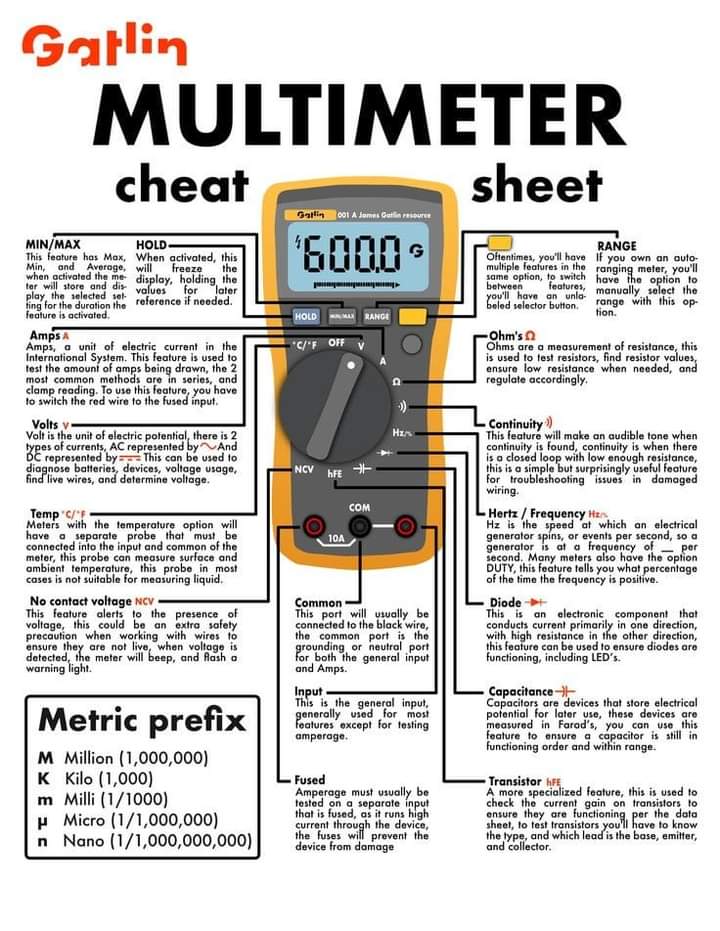 Gatlin
MULTIMETER
cheat sheet
Gatlin 001 A James Gatlin resource
600.0 G
HOLD MIN/MAX RANGE
°C/°F OFF V
A
Ω
Hz/%
NCV hFE
COM
10A
MIN/MAX
This feature has Max,
Min, and Average,
when activated the me-
ter will store and dis-
play the selected set-
ting for the duration the
feature is activated.
HOLD
When activated, this
will freeze the
display, holding the
values for later
reference if needed.
Oftentimes, you'll have
multiple features in the
same option, to switch
between features,
you'll have an unla-
beled selector button.
RANGE
If you own an auto-
ranging meter, you'll
have the option to
manually select the
range with this op-
tion.
Amps A
Amps, a unit of electric current in the
International System. This feature is used to
test the amount of amps being drawn, the 2
most common methods are in series, and
clamp reading. To use this feature, you have
to switch the red wire to the fused input.
Volts V
Volt is the unit of electric potential, there is 2
types of currents, AC represented by And
DC represented by This can be used to
diagnose batteries, devices, voltage usage,
find live wires, and determine voltage.
Temp °C/°F
Meters with the temperature option will
have a separate probe that must be
connected into the input and common of the
meter, this probe can measure surface and
ambient temperature, this probe in most
cases is not suitable for measuring liquid.
No contact voltage NCV
This feature alerts to the presence of
voltage, this could be an extra safety
precaution when working with wires to
ensure they are not live, when voltage is
detected, the meter will beep, and flash a
warning light.
Ohm's Ω
Ohms are a measurement of resistance, this
is used to test resistors, find resistor values,
ensure low resistance when needed, and
regulate accordingly.
Continuity
This feature will make an audible tone when
continuity is found, continuity is when there
is a closed loop with low enough resistance,
this is a simple but surprisingly useful feature
for troubleshooting issues in damaged
wiring.
Hertz / Frequency Hz/%
Hz is the speed at which an electrical
generator spins, or events per second, so a
generator is at a frequency of __ per
second. Many meters also have the option
DUTY, this feature tells you what percentage
of the time the frequency is positive.
Diode
This is an electronic component that
conducts current primarily in one direction,
with high resistance in the other direction,
this feature can be used to ensure diodes are
functioning, including LED's.
Capacitance
Capacitors are devices that store electrical
potential for later use, these devices are
measured in Farad's, you can use this
feature to ensure a capacitor is still in
functioning order and within range.
Transistor hFE
A more specialized feature, this is used to
check the current gain on transistors to
ensure they are functioning per the data
sheet, to test transistors you'll have to know
the type, and which lead is the base, emitter,
and collector.
Common
This port will usually be
connected to the black wire,
the common port is the
grounding or neutral port
for both the general input
and Amps.
Input
This is the general input,
generally used for most
features except for testing
amperage.
Fused
Amperage must usually be
tested on a separate input
that is fused, as it runs high
current through the device,
the fuses will prevent the
device from damage
Metric prefix
M Million (1,000,000)
K Kilo (1,000)
m Milli (1/1000)
µ Micro (1/1,000,000)
n Nano (1/1,000,000,000)